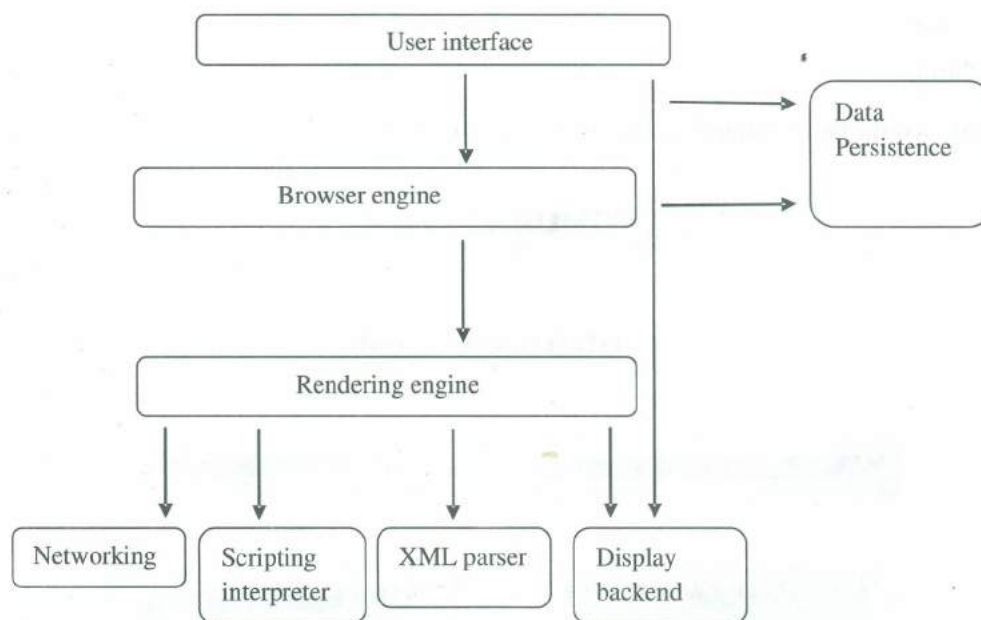 User interface
Data
Persistence
Browser engine
Rendering engine
Networking
Scripting
interpreter
XML parser
Display
backend